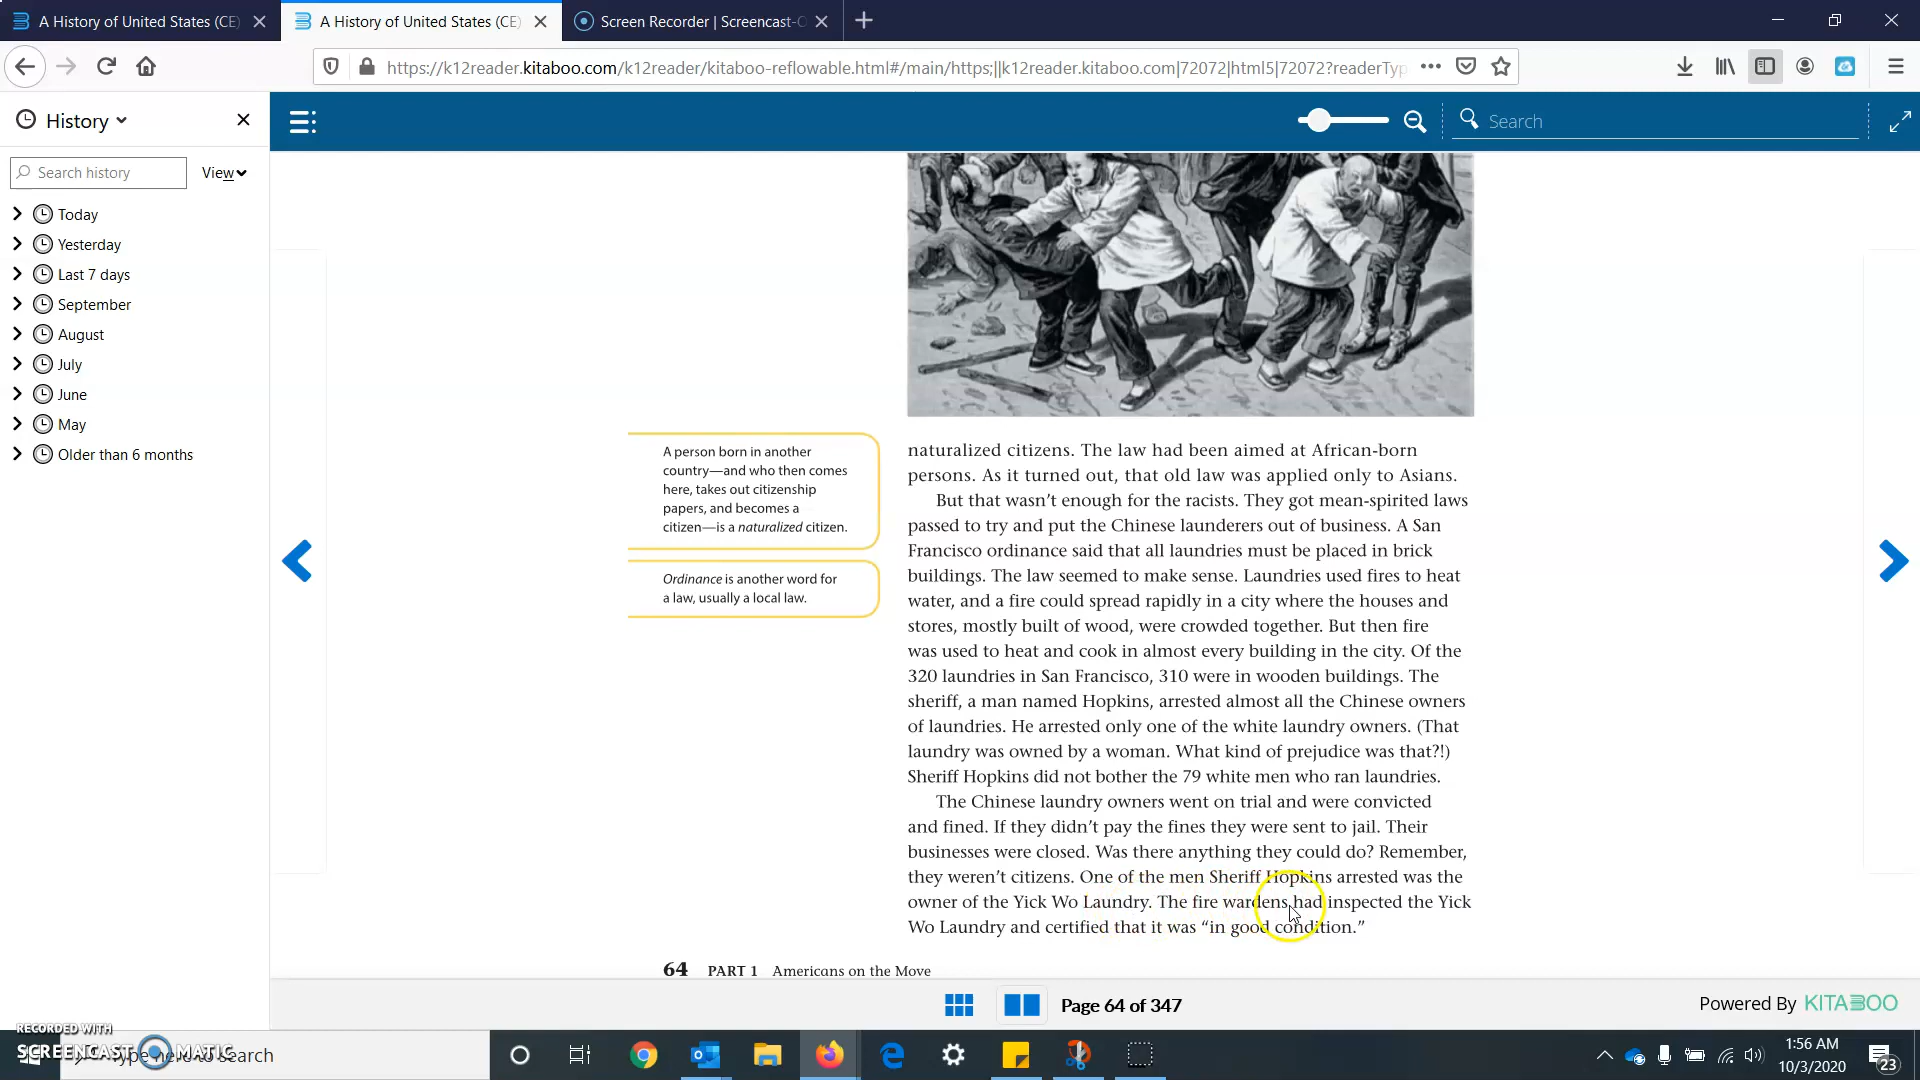 A History of United States (CE)
A History of United States (CE)
Screen Recorder | Screencast-O
https://k12reader.kitaboo.com/k12reader/kitaboo-reflowable.html#/main/https;||k12reader.kitaboo.com|72072|html5|72072?readerTyp
History
Search
Search history
View
Today
Yesterday
Last 7 days
September
August
July
June
May
Older than 6 months
A person born in another
country—and who then comes
here, takes out citizenship
papers, and becomes a
citizen—is a naturalized citizen.
Ordinance is another word for
a law, usually a local law.
naturalized citizens. The law had been aimed at African-born
persons. As it turned out, that old law was applied only to Asians.
But that wasn't enough for the racists. They got mean-spirited laws
passed to try and put the Chinese launderers out of business. A San
Francisco ordinance said that all laundries must be placed in brick
buildings. The law seemed to make sense. Laundries used fires to heat
water, and a fire could spread rapidly in a city where the houses and
stores, mostly built of wood, were crowded together. But then fire
was used to heat and cook in almost every building in the city. Of the
320 laundries in San Francisco, 310 were in wooden buildings. The
sheriff, a man named Hopkins, arrested almost all the Chinese owners
of laundries. He arrested only one of the white laundry owners. (That
laundry was owned by a woman. What kind of prejudice was that?!)
Sheriff Hopkins did not bother the 79 white men who ran laundries.
The Chinese laundry owners went on trial and were convicted
and fined. If they didn't pay the fines they were sent to jail. Their
businesses were closed. Was there anything they could do? Remember,
they weren't citizens. One of the men Sheriff Hopkins arrested was the
owner of the Yick Wo Laundry. The fire wardens had inspected the Yick
Wo Laundry and certified that it was “in good condition.”
64 PART 1 Americans on the Move
Page 64 of 347
Powered By KITABOO
RECORDED WITH
SCREENCAST MATIC
Type here to search
1:56 AM
10/3/2020
23